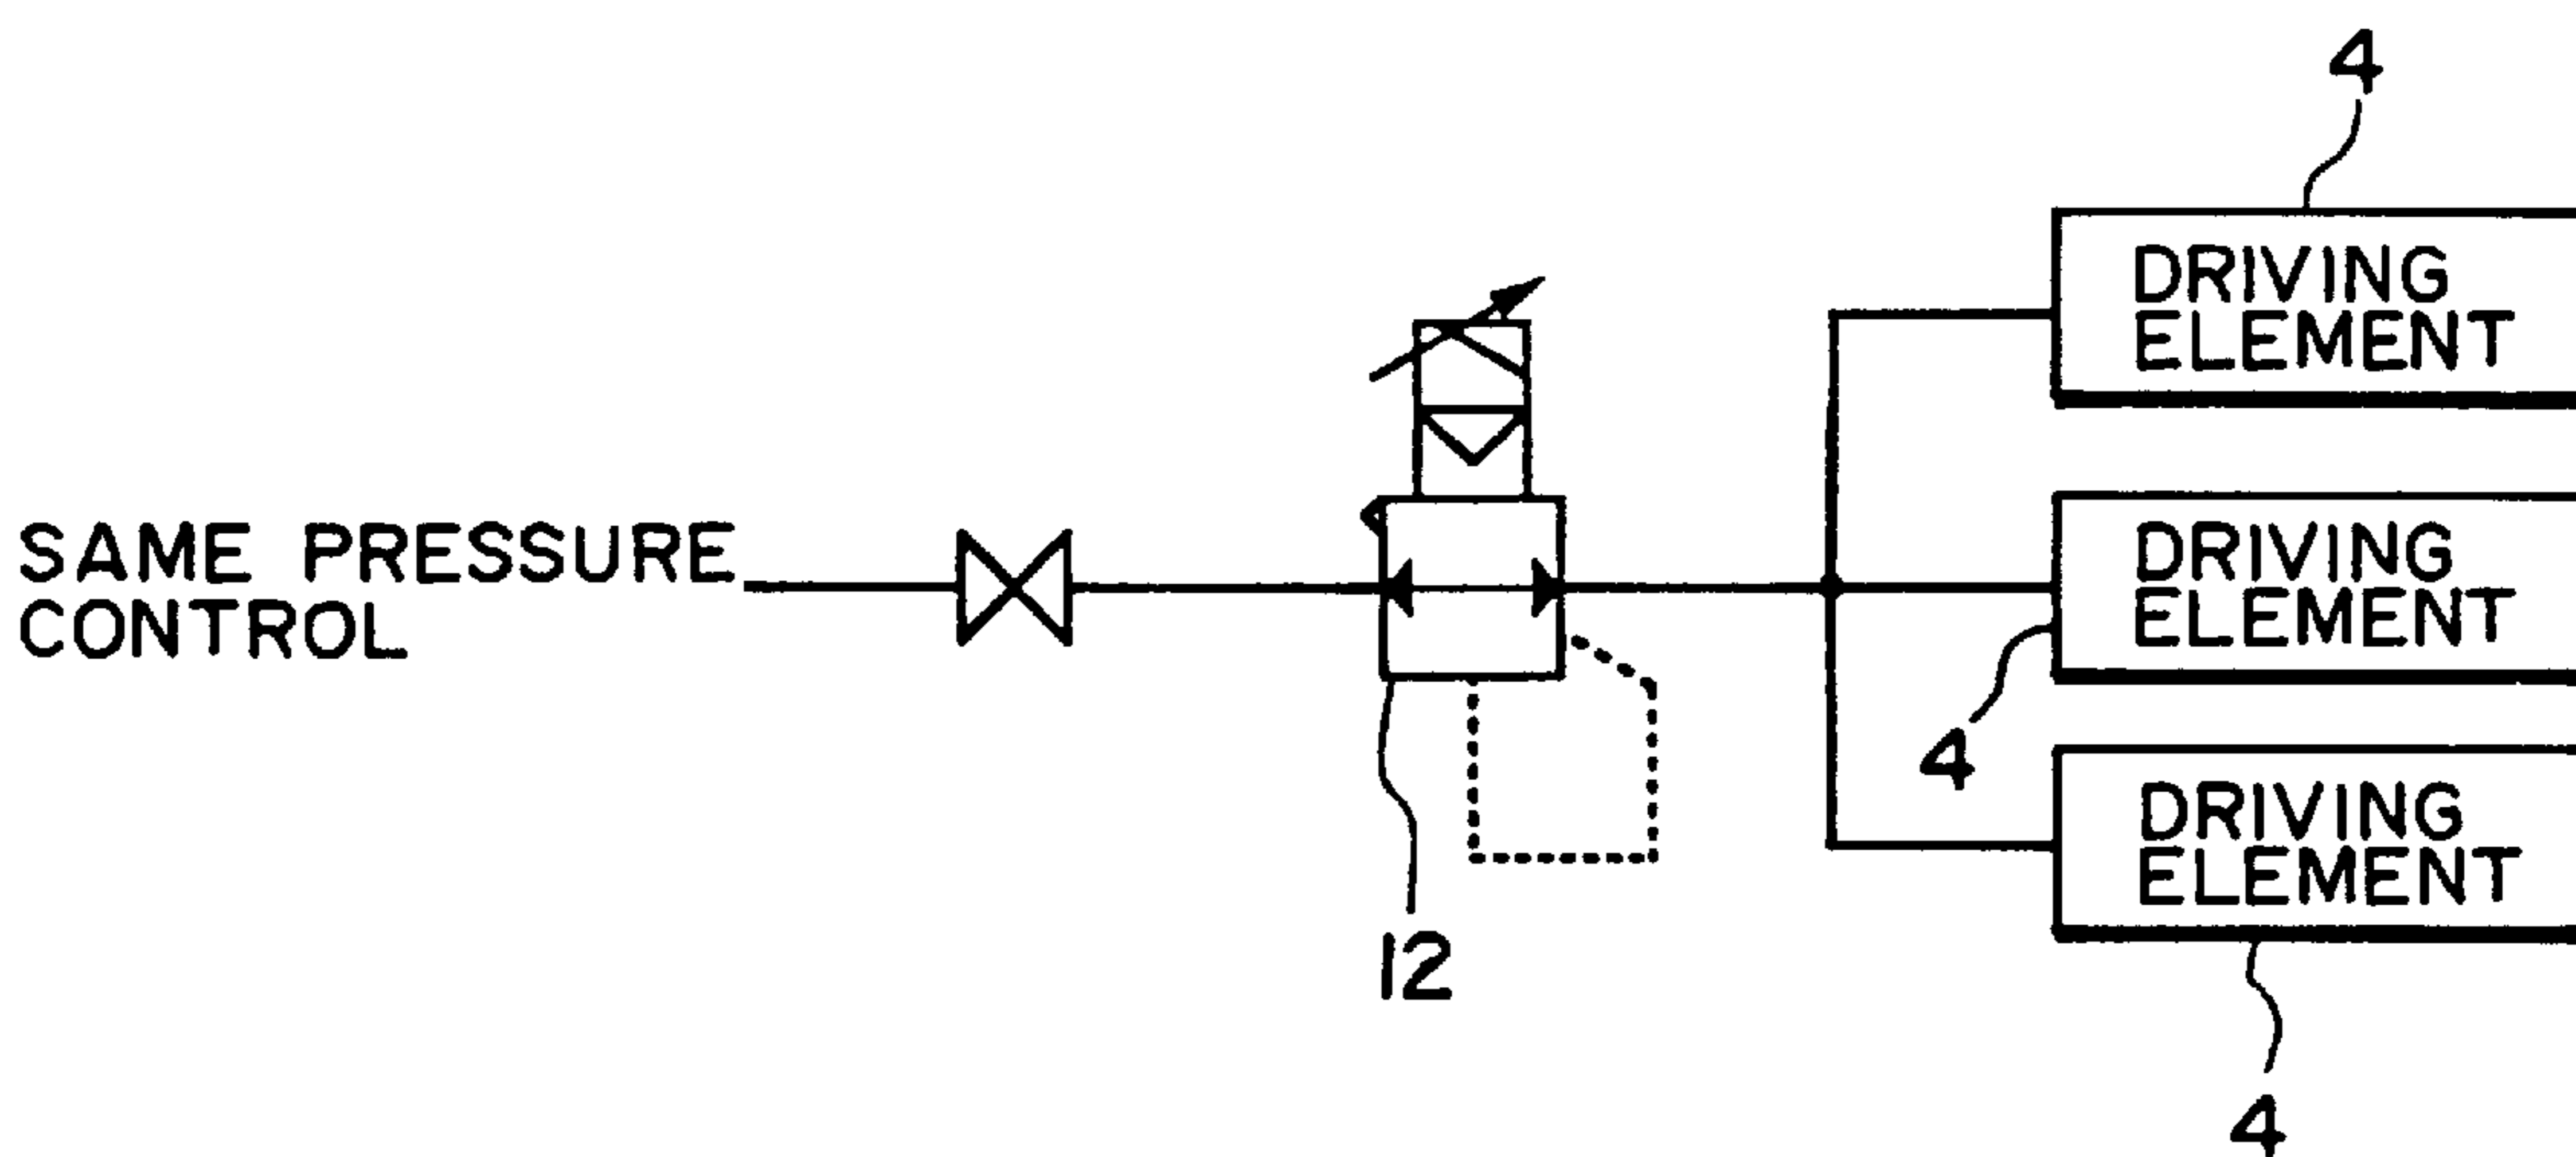 4
DRIVING
ELEMENT
SAME PRESSURE
CONTROL
DRIVING
ELEMENT
4
DRIVING
ELEMENT
12
4